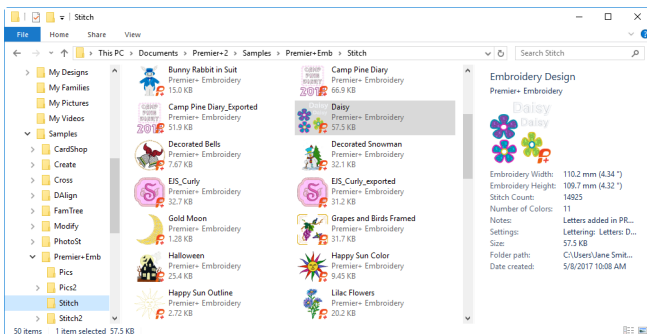 Stitch
File Home Share View
This PC > Documents > Premier+2 > Samples > Premier+Emb > Stitch
Search Stitch
My Designs
My Families
My Pictures
My Videos
Samples
CardShop
Create
Cross
DAlign
FamTree
Modify
PhotoSt
Premier+Emb
Pics
Pics2
Stitch
Stitch2
Bunny Rabbit in Suit
Premier+ Embroidery
15.0 KB
Camp Pine Diary
Premier+ Embroidery
66.9 KB
Camp Pine Diary_Exported
Premier+ Embroidery
51.9 KB
Daisy
Premier+ Embroidery
57.5 KB
Decorated Bells
Premier+ Embroidery
7.67 KB
Decorated Snowman
Premier+ Embroidery
32.1 KB
EJS_Curly
Premier+ Embroidery
32.7 KB
EJS_Curly_exported
Premier+ Embroidery
31.2 KB
Gold Moon
Premier+ Embroidery
1.28 KB
Grapes and Birds Framed
Premier+ Embroidery
31.7 KB
Halloween
Premier+ Embroidery
25.4 KB
Happy Sun Color
Premier+ Embroidery
9.45 KB
Happy Sun Outline
Premier+ Embroidery
2.72 KB
Lilac Flowers
Premier+ Embroidery
20.2 KB
Embroidery Design
Premier+ Embroidery
Daisy
Daisy
Embroidery Width: 110.2 mm (4.34 ")
Embroidery Height: 109.7 mm (4.32 ")
Stitch Count: 14925
Number of Colors: 11
Notes: Letters added in PR...
Settings: Lettering: Letters: D...
Size: 57.5 KB
Folder path: C:\Users\Jane Smit...
Date created: 5/8/2017 10:08 AM
50 items 1 item selected 57.5 KB